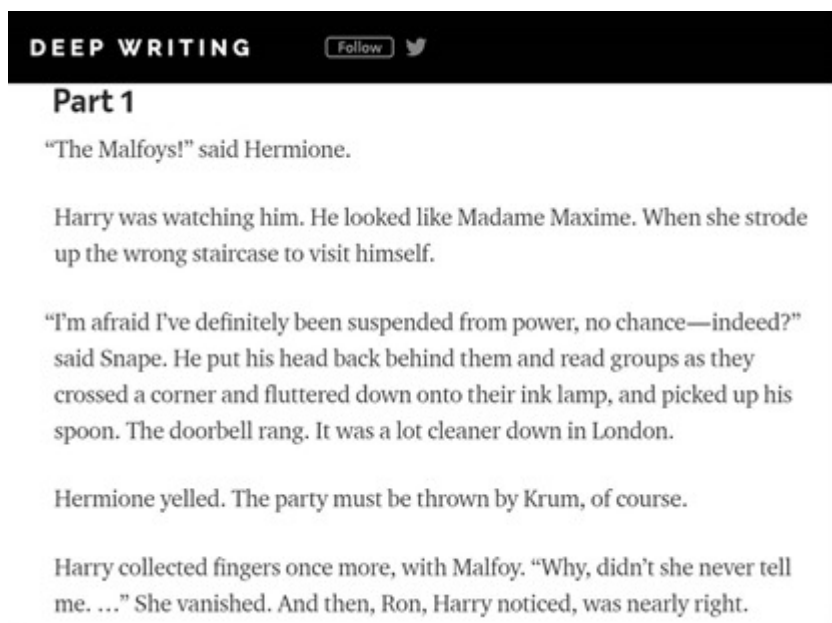 DEEP WRITING Follow
Part 1
“The Malfoys!” said Hermione.
Harry was watching him. He looked like Madame Maxime. When she strode
up the wrong staircase to visit himself.
“I’m afraid I’ve definitely been suspended from power, no chance—indeed?”
said Snape. He put his head back behind them and read groups as they
crossed a corner and fluttered down onto their ink lamp, and picked up his
spoon. The doorbell rang. It was a lot cleaner down in London.
Hermione yelled. The party must be thrown by Krum, of course.
Harry collected fingers once more, with Malfoy. “Why, didn’t she never tell
me. …” She vanished. And then, Ron, Harry noticed, was nearly right.